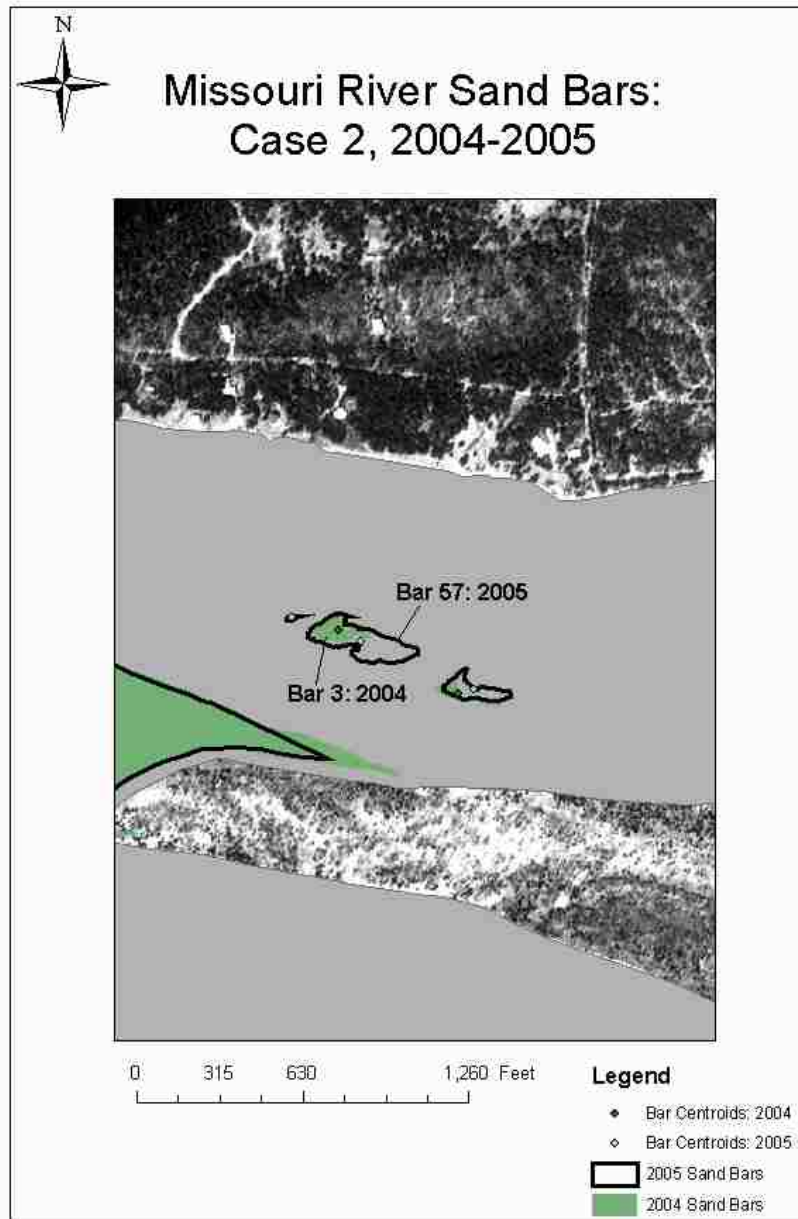 N
Missouri River Sand Bars:
Case 2, 2004-2005
Bar 57: 2005
Bar 3: 2004
0 315 630 1,260 Feet
Legend
Bar Centroids: 2004
Bar Centroids: 2005
2005 Sand Bars
2004 Sand Bars